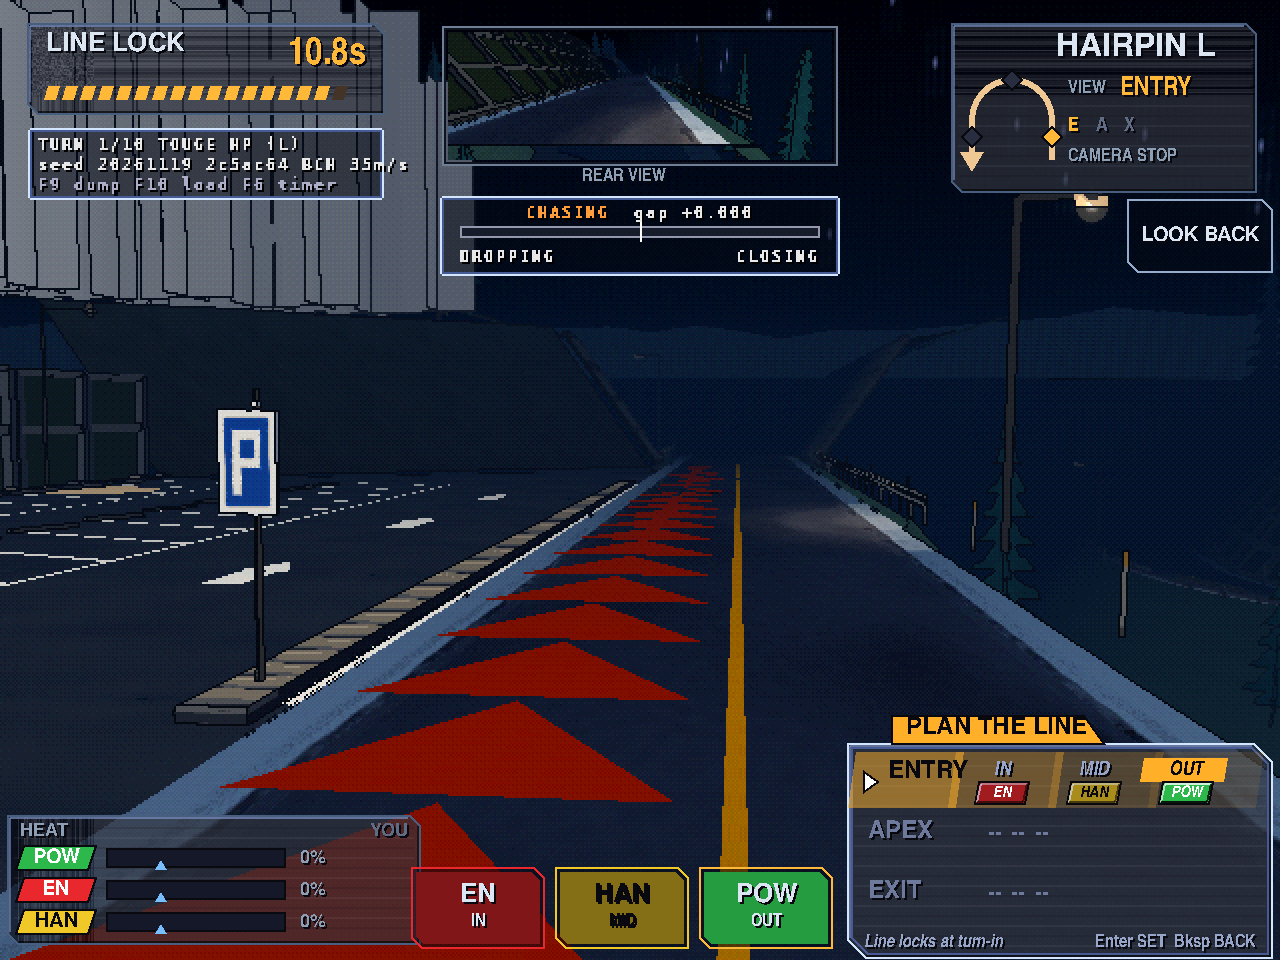 LINE LOCK
10.8s
TURN 1/18 TOUGE HP (L)
seed 20261119 2c5ac64 BCH 35m/s
F9 dump F10 load F6 timer
REAR VIEW
CHASING gap +0.000
DROPPING CLOSING
HAIRPIN L
VIEW ENTRY
E A X
CAMERA STOP
LOOK BACK
P
PLAN THE LINE
ENTRY IN MID OUT
EN HAN POW
APEX -- -- --
EXIT -- -- --
Line locks at turn-in Enter SET Bksp BACK
HEAT YOU
POW 0%
EN 0%
HAN 0%
EN
IN
HAN
MID
POW
OUT